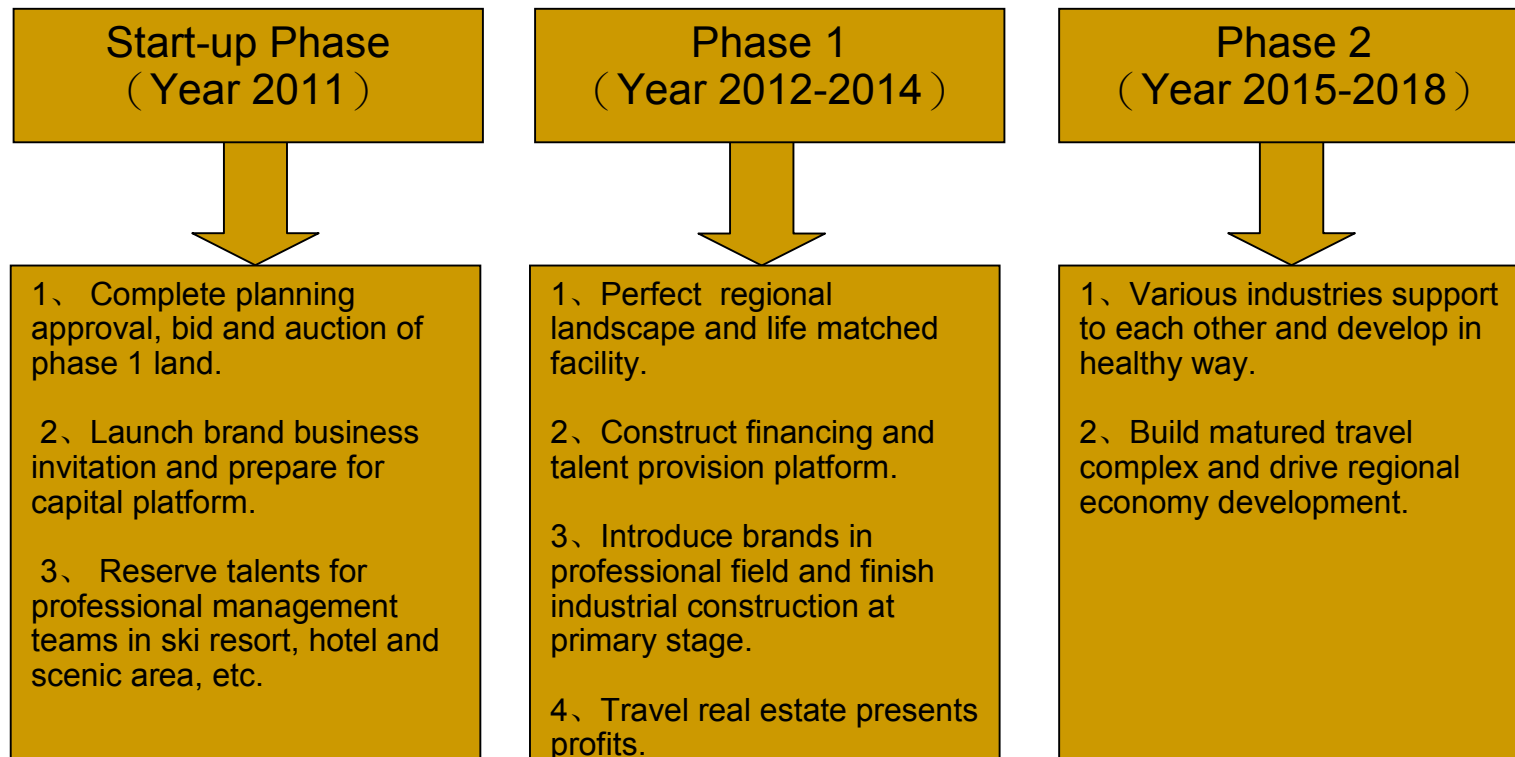 Start-up Phase
（Year 2011）
1、 Complete planning
approval, bid and auction of
phase 1 land.
2、Launch brand business
invitation and prepare for
capital platform.
3、 Reserve talents for
professional management
teams in ski resort, hotel and
scenic area, etc.
Phase 1
（Year 2012-2014）
1、Perfect  regional
landscape and life matched
facility.
2、Construct financing and
talent provision platform.
3、Introduce brands in
professional field and finish
industrial construction at
primary stage.
4、Travel real estate presents
profits.
Phase 2
（Year 2015-2018）
1、Various industries support
to each other and develop in
healthy way.
2、Build matured travel
complex and drive regional
economy development.